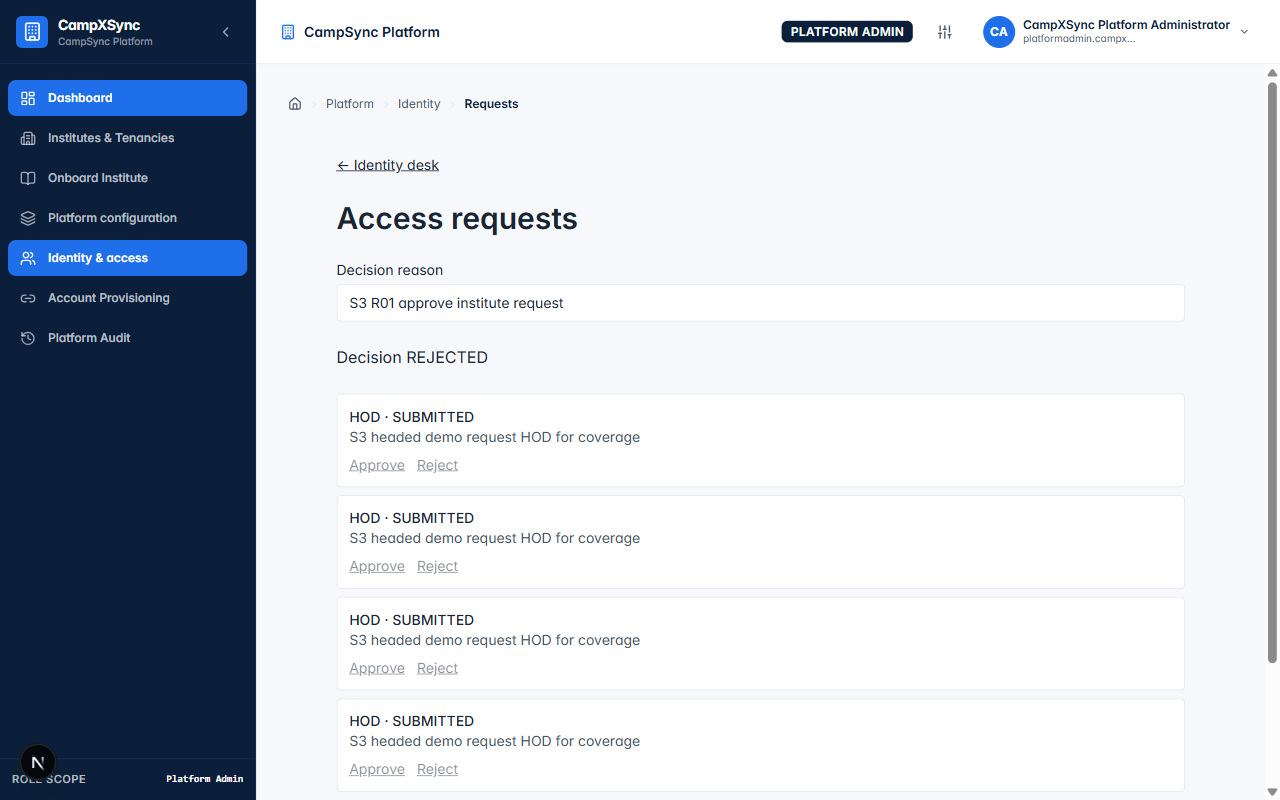 CampXSync
CampSync Platform
Dashboard
Institutes & Tenancies
Onboard Institute
Platform configuration
Identity & access
Account Provisioning
Platform Audit
N
ROLE SCOPE
Platform Admin
CampSync Platform
PLATFORM ADMIN
CA
CampXSync Platform Administrator
platformadmin.campx...
Platform
Identity
Requests
← Identity desk
Access requests
Decision reason
S3 R01 approve institute request
Decision REJECTED
HOD · SUBMITTED
S3 headed demo request HOD for coverage
Approve Reject
HOD · SUBMITTED
S3 headed demo request HOD for coverage
Approve Reject
HOD · SUBMITTED
S3 headed demo request HOD for coverage
Approve Reject
HOD · SUBMITTED
S3 headed demo request HOD for coverage
Approve Reject